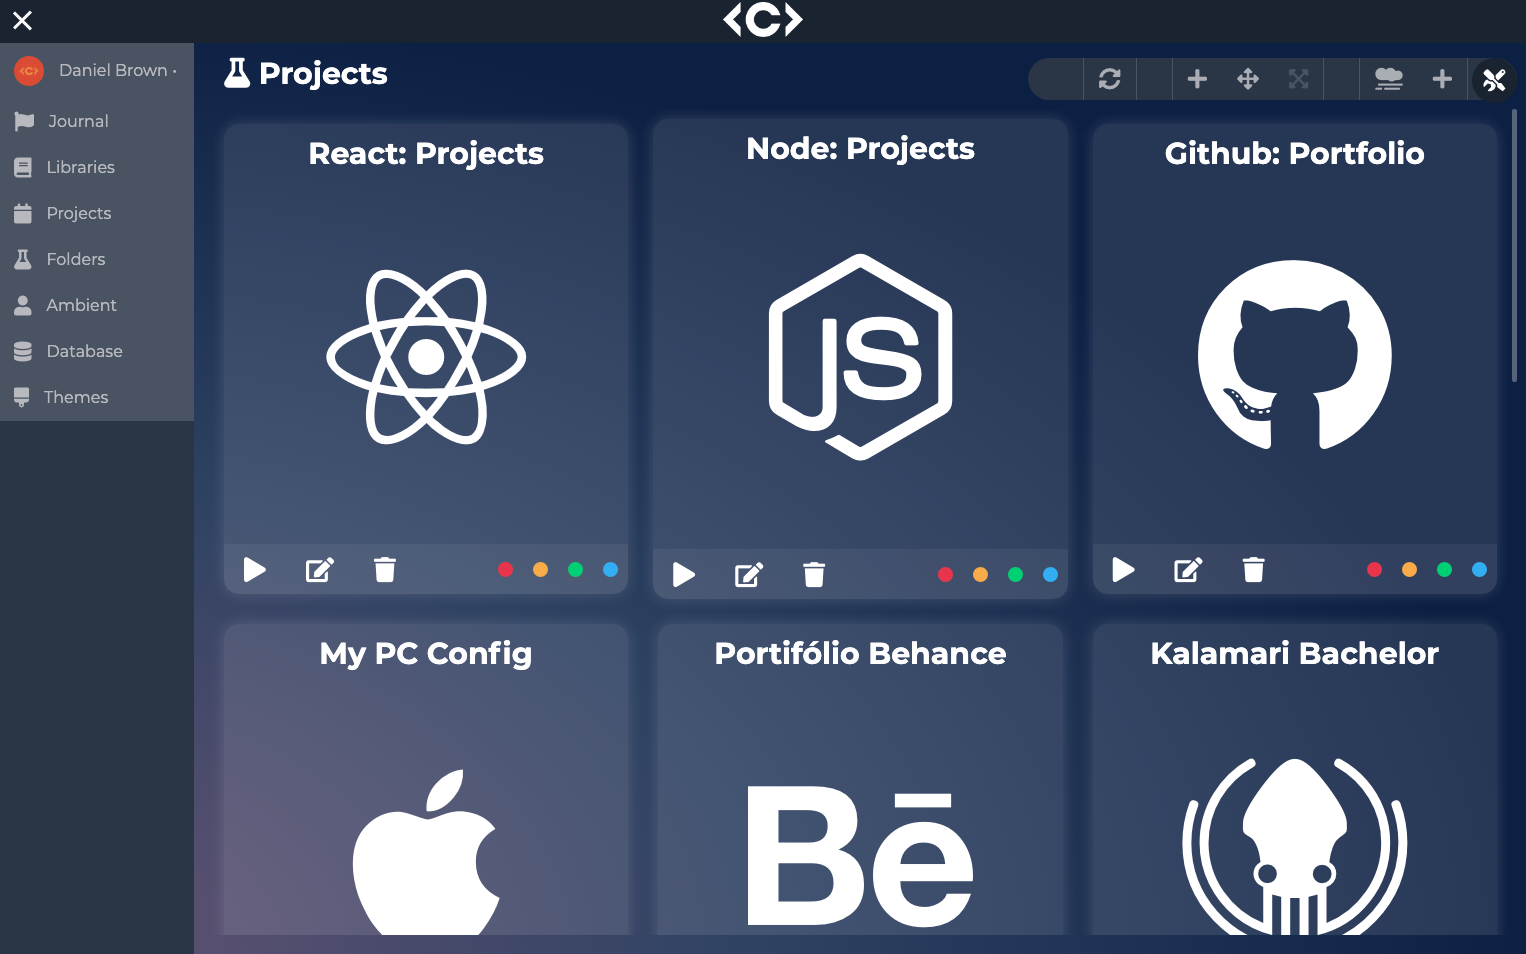 <C>
Daniel Brown •
Journal
Libraries
Projects
Folders
Ambient
Database
Themes
Projects
React: Projects
Node: Projects
Github: Portfolio
JS
My PC Config
Portifólio Behance
Kalamari Bachelor
Bē